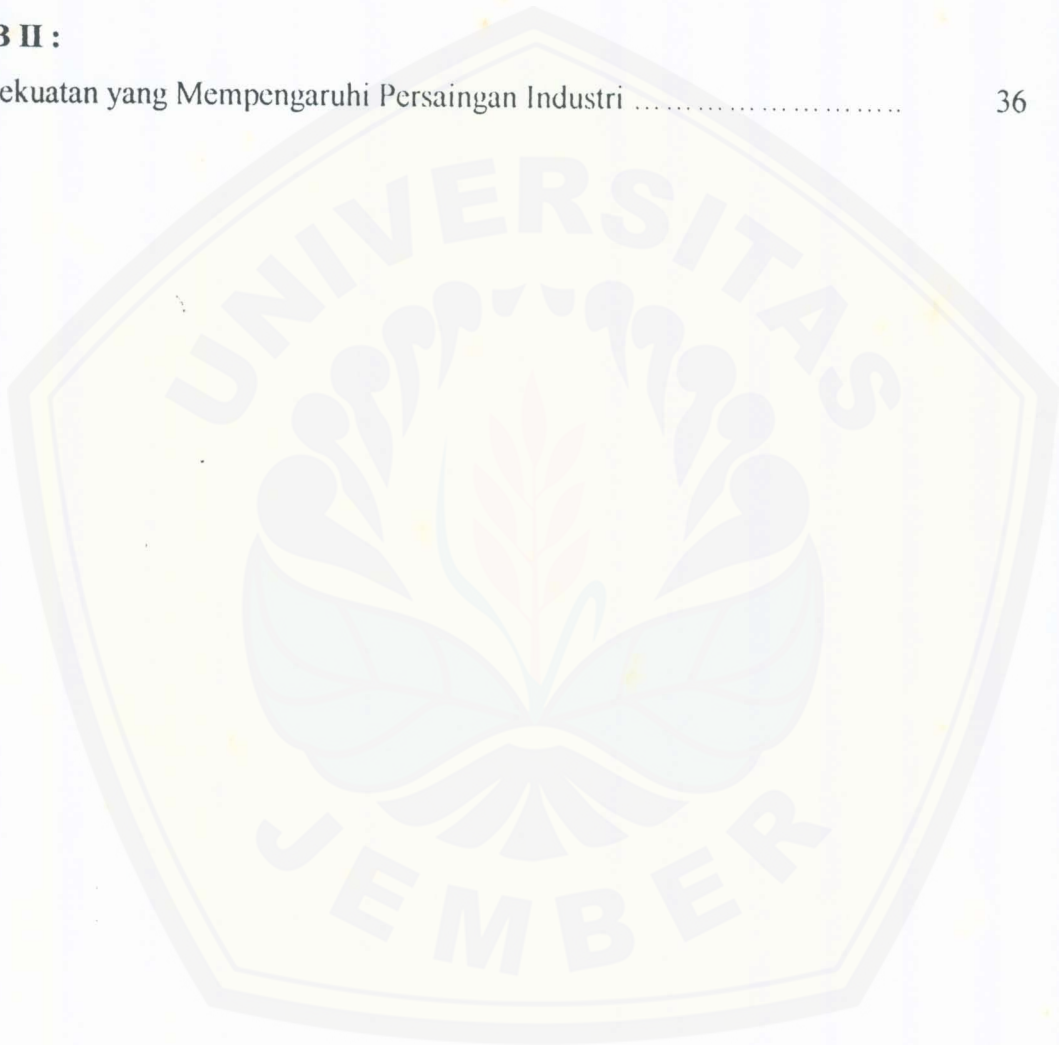 B II :
ekuatan yang Mempengaruhi Persaingan Industri ........................... 36
UNIVERSITAS
JEMBER